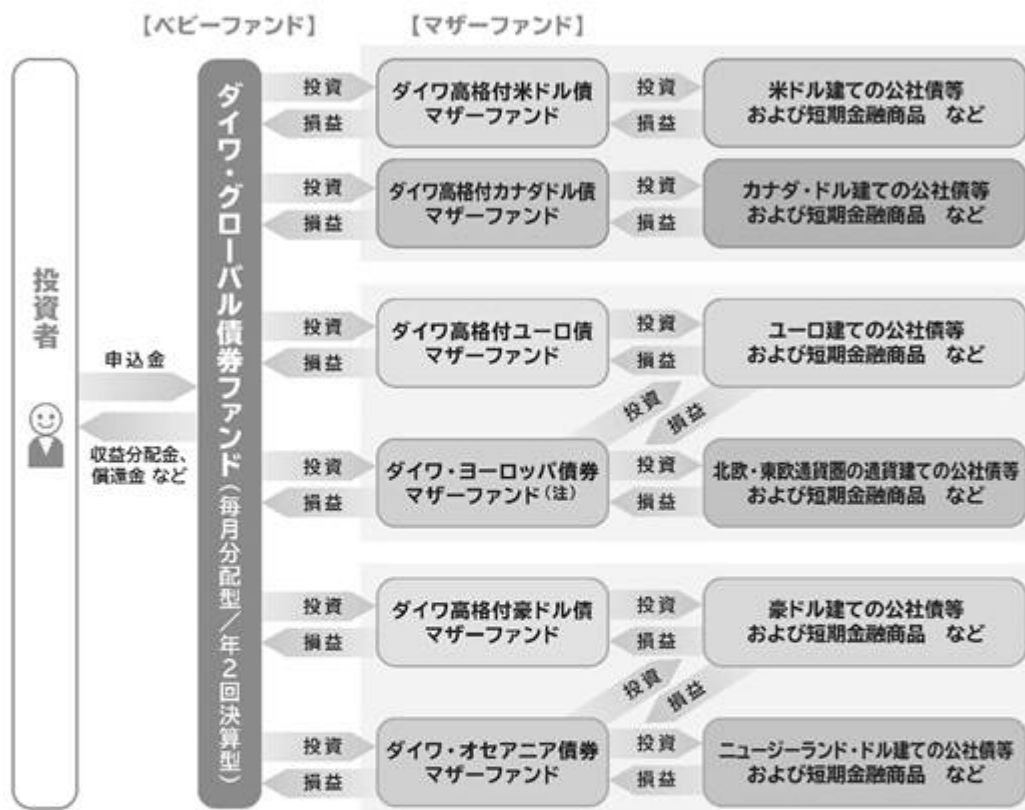 【ベビーファンド】
【マザーファンド】
投資者
申込金
収益分配金、
償還金 など
ダイワ・グローバル債券ファンド（毎月分配型／年２回決算型）
投資
損益
ダイワ高格付米ドル債
マザーファンド
投資
損益
米ドル建ての公社債等
および短期金融商品 など
投資
損益
ダイワ高格付カナダドル債
マザーファンド
投資
損益
カナダ・ドル建ての公社債等
および短期金融商品 など
投資
損益
ダイワ高格付ユーロ債
マザーファンド
投資
損益
ユーロ建ての公社債等
および短期金融商品 など
投資
損益
投資
損益
ダイワ・ヨーロッパ債券
マザーファンド（注）
投資
損益
北欧・東欧通貨圏の通貨建ての公社債等
および短期金融商品 など
投資
損益
ダイワ高格付豪ドル債
マザーファンド
投資
損益
豪ドル建ての公社債等
および短期金融商品 など
投資
損益
投資
損益
ダイワ・オセアニア債券
マザーファンド
投資
損益
ニュージーランド・ドル建ての公社債等
および短期金融商品 など